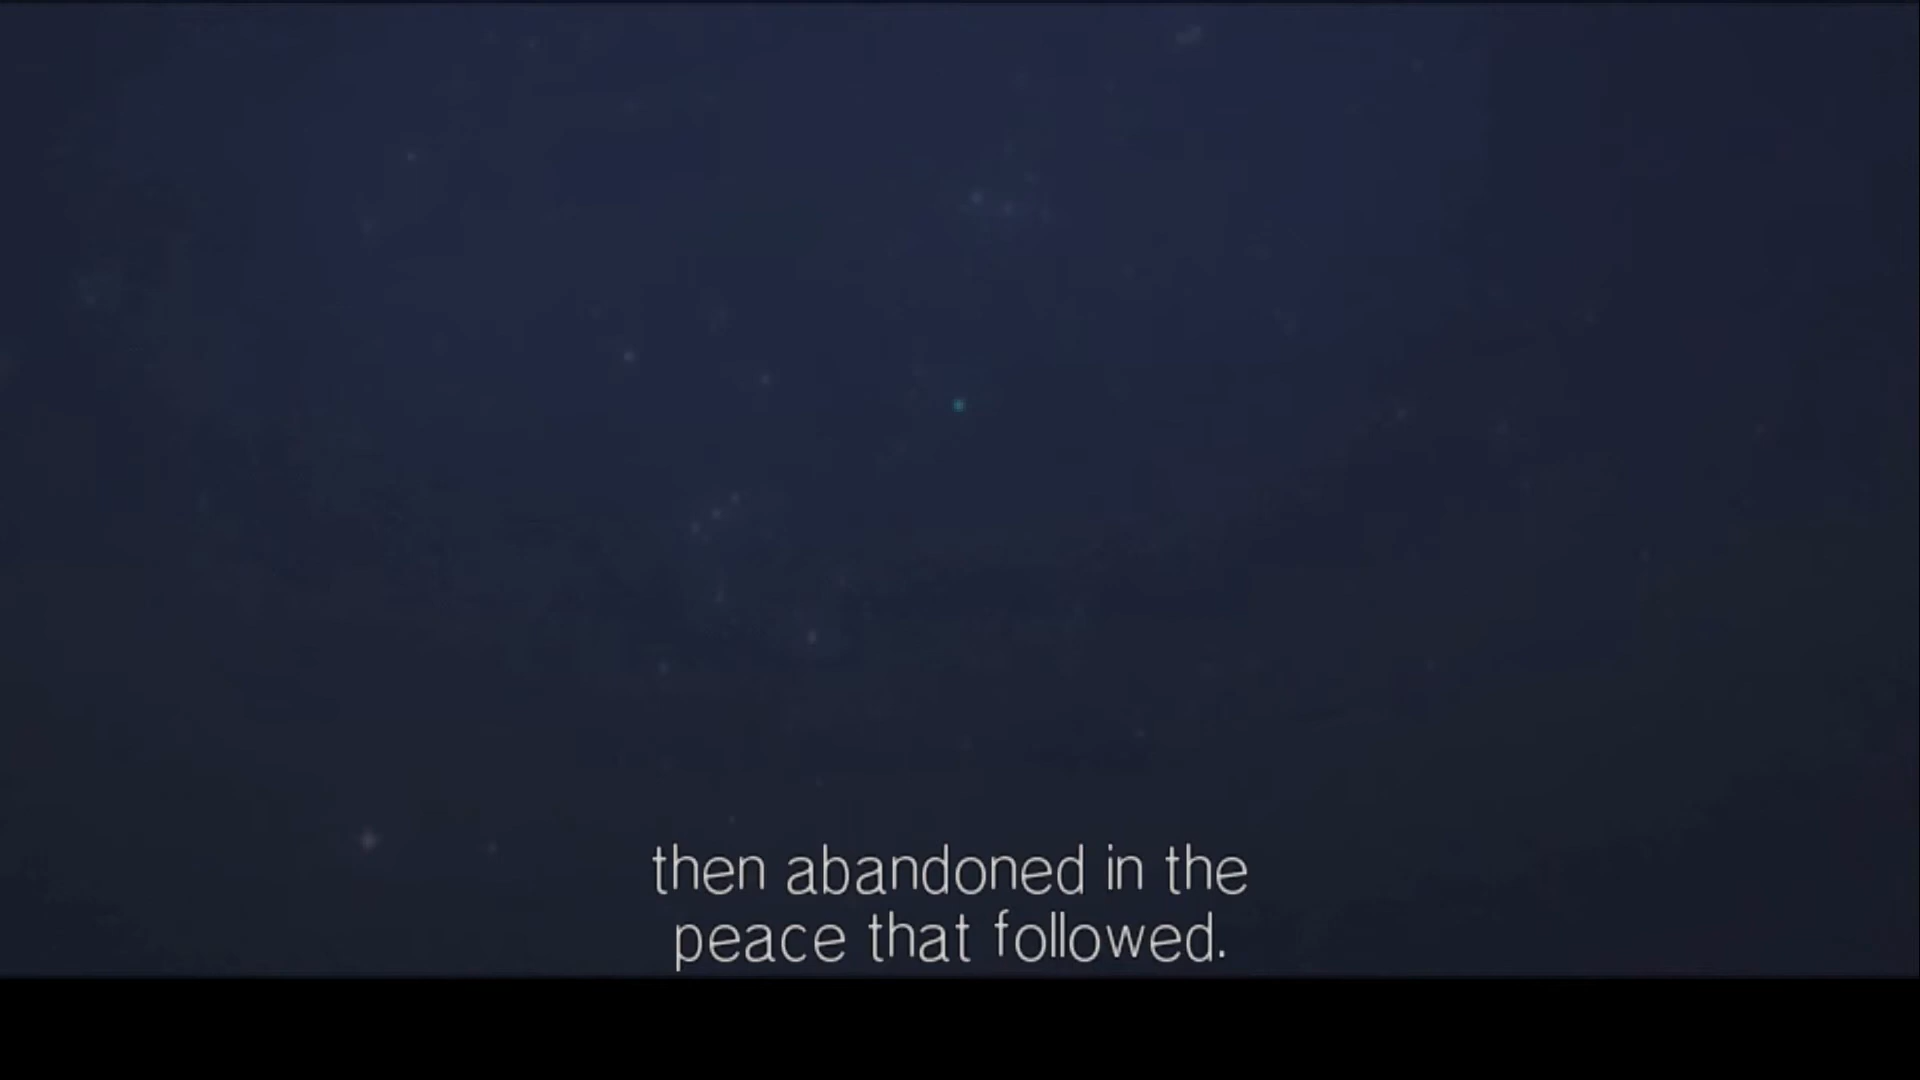 then abandoned in the
peace that followed.